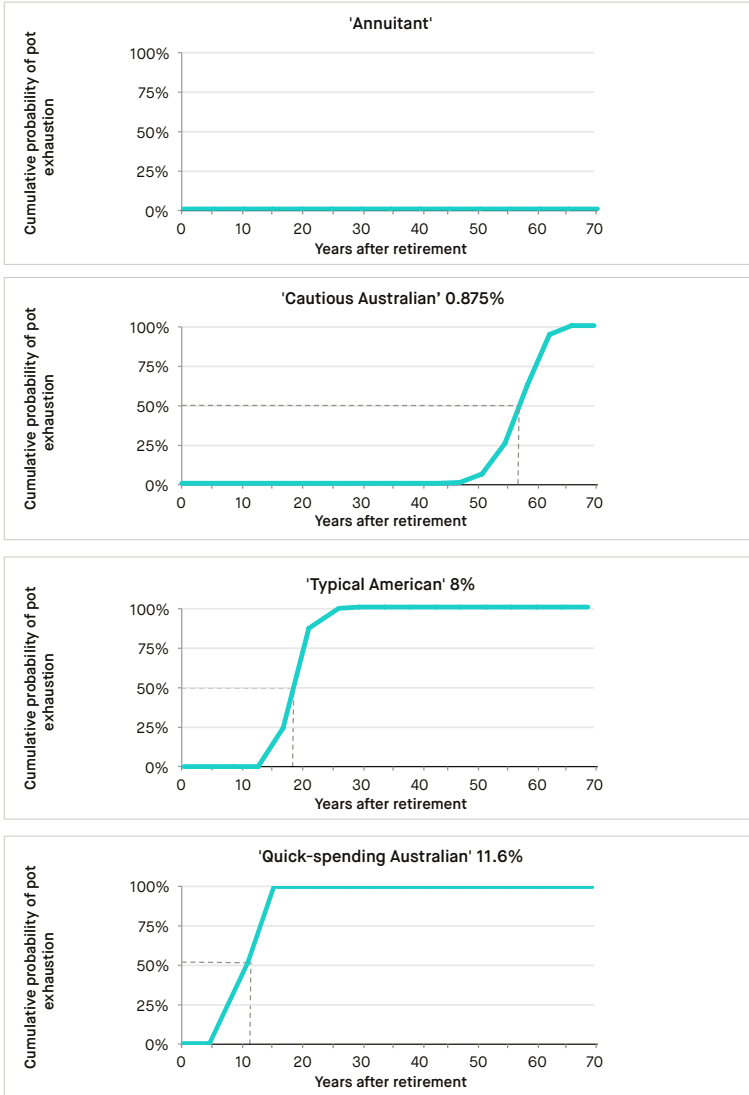 'Annuitant'
Cumulative probability of pot
exhaustion
100%
75%
50%
25%
0%
0 10 20 30 40 50 60 70
Years after retirement
'Cautious Australian’ 0.875%
Cumulative probability of pot
exhaustion
100%
75%
50%
25%
0%
0 10 20 30 40 50 60 70
Years after retirement
'Typical American' 8%
Cumulative probability of pot
exhaustion
100%
75%
50%
25%
0%
0 10 20 30 40 50 60 70
Years after retirement
'Quick-spending Australian' 11.6%
Cumulative probability of pot
exhaustion
100%
75%
50%
25%
0%
0 10 20 30 40 50 60 70
Years after retirement